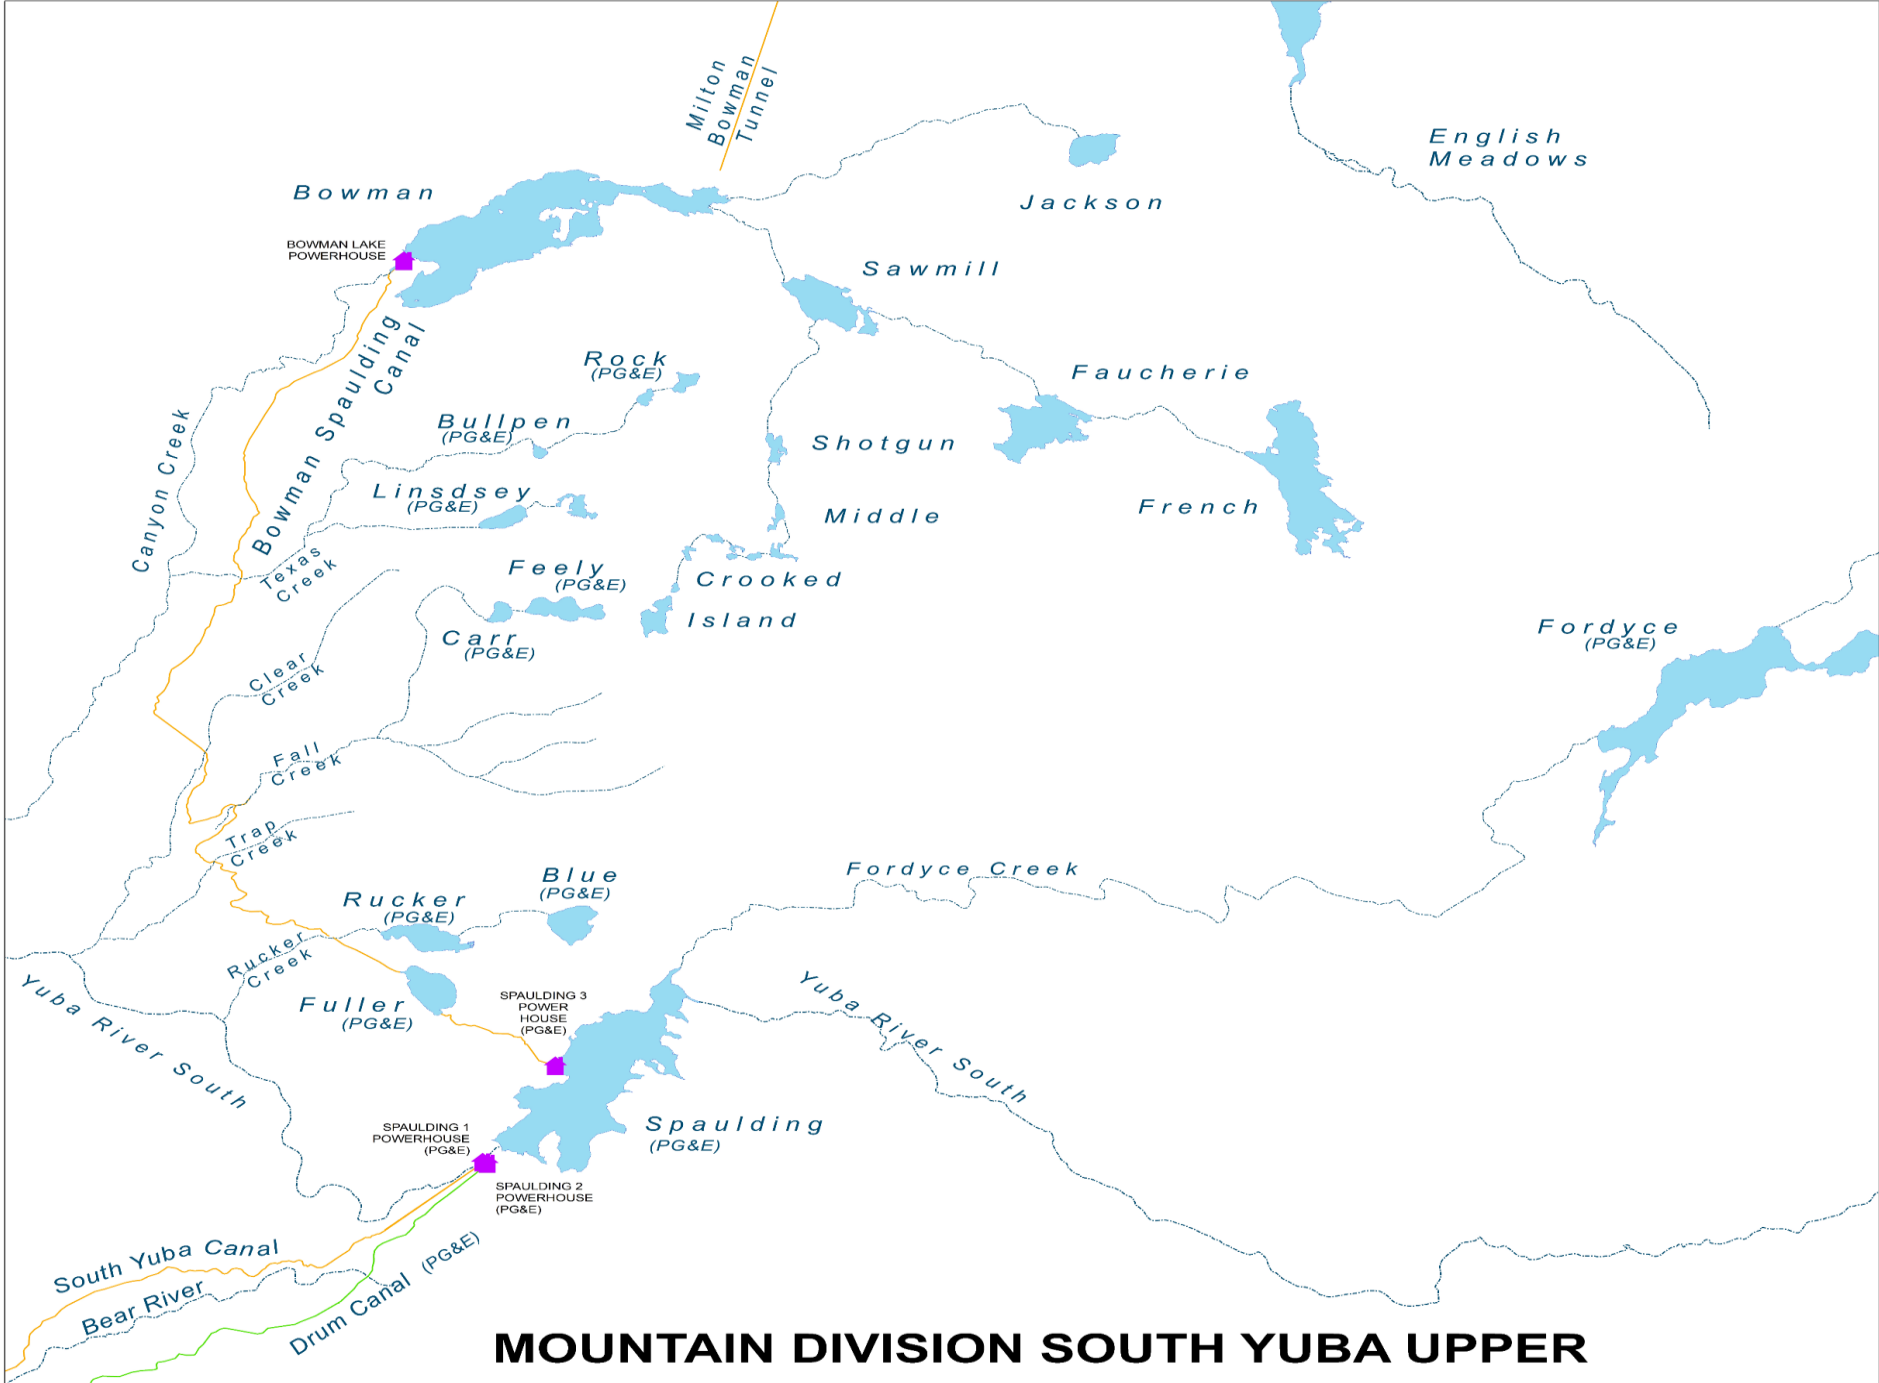 Milton
Bowman
Tunnel
English
Meadows
Bowman
Jackson
BOWMAN LAKE
POWERHOUSE
Sawmill
Bowman Spaulding
Canal
Rock
(PG&E)
Faucherie
Canyon Creek
Bullpen
(PG&E)
Shotgun
Linsdsey
(PG&E)
French
Middle
Texas
Creek
Feely
(PG&E)
Crooked
Island
Carr
(PG&E)
Fordyce
(PG&E)
Clear
Creek
Fall
Creek
Trap
Creek
Blue
(PG&E)
Fordyce Creek
Rucker
(PG&E)
Rucker
Creek
Yuba River South
Fuller
(PG&E)
SPAULDING 3
POWER
HOUSE
(PG&E)
Yuba River South
SPAULDING 1
POWERHOUSE
(PG&E)
Spaulding
(PG&E)
SPAULDING 2
POWERHOUSE
(PG&E)
South Yuba Canal
Bear River
Drum Canal (PG&E)
MOUNTAIN DIVISION SOUTH YUBA UPPER